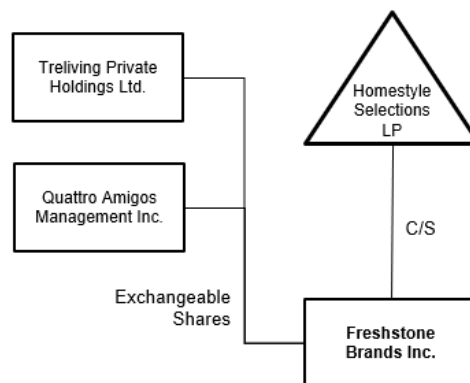 Treliving Private
Holdings Ltd.
Homestyle
Selections
LP
Quattro Amigos
Management Inc.
C/S
Exchangeable
Shares
Freshstone
Brands Inc.